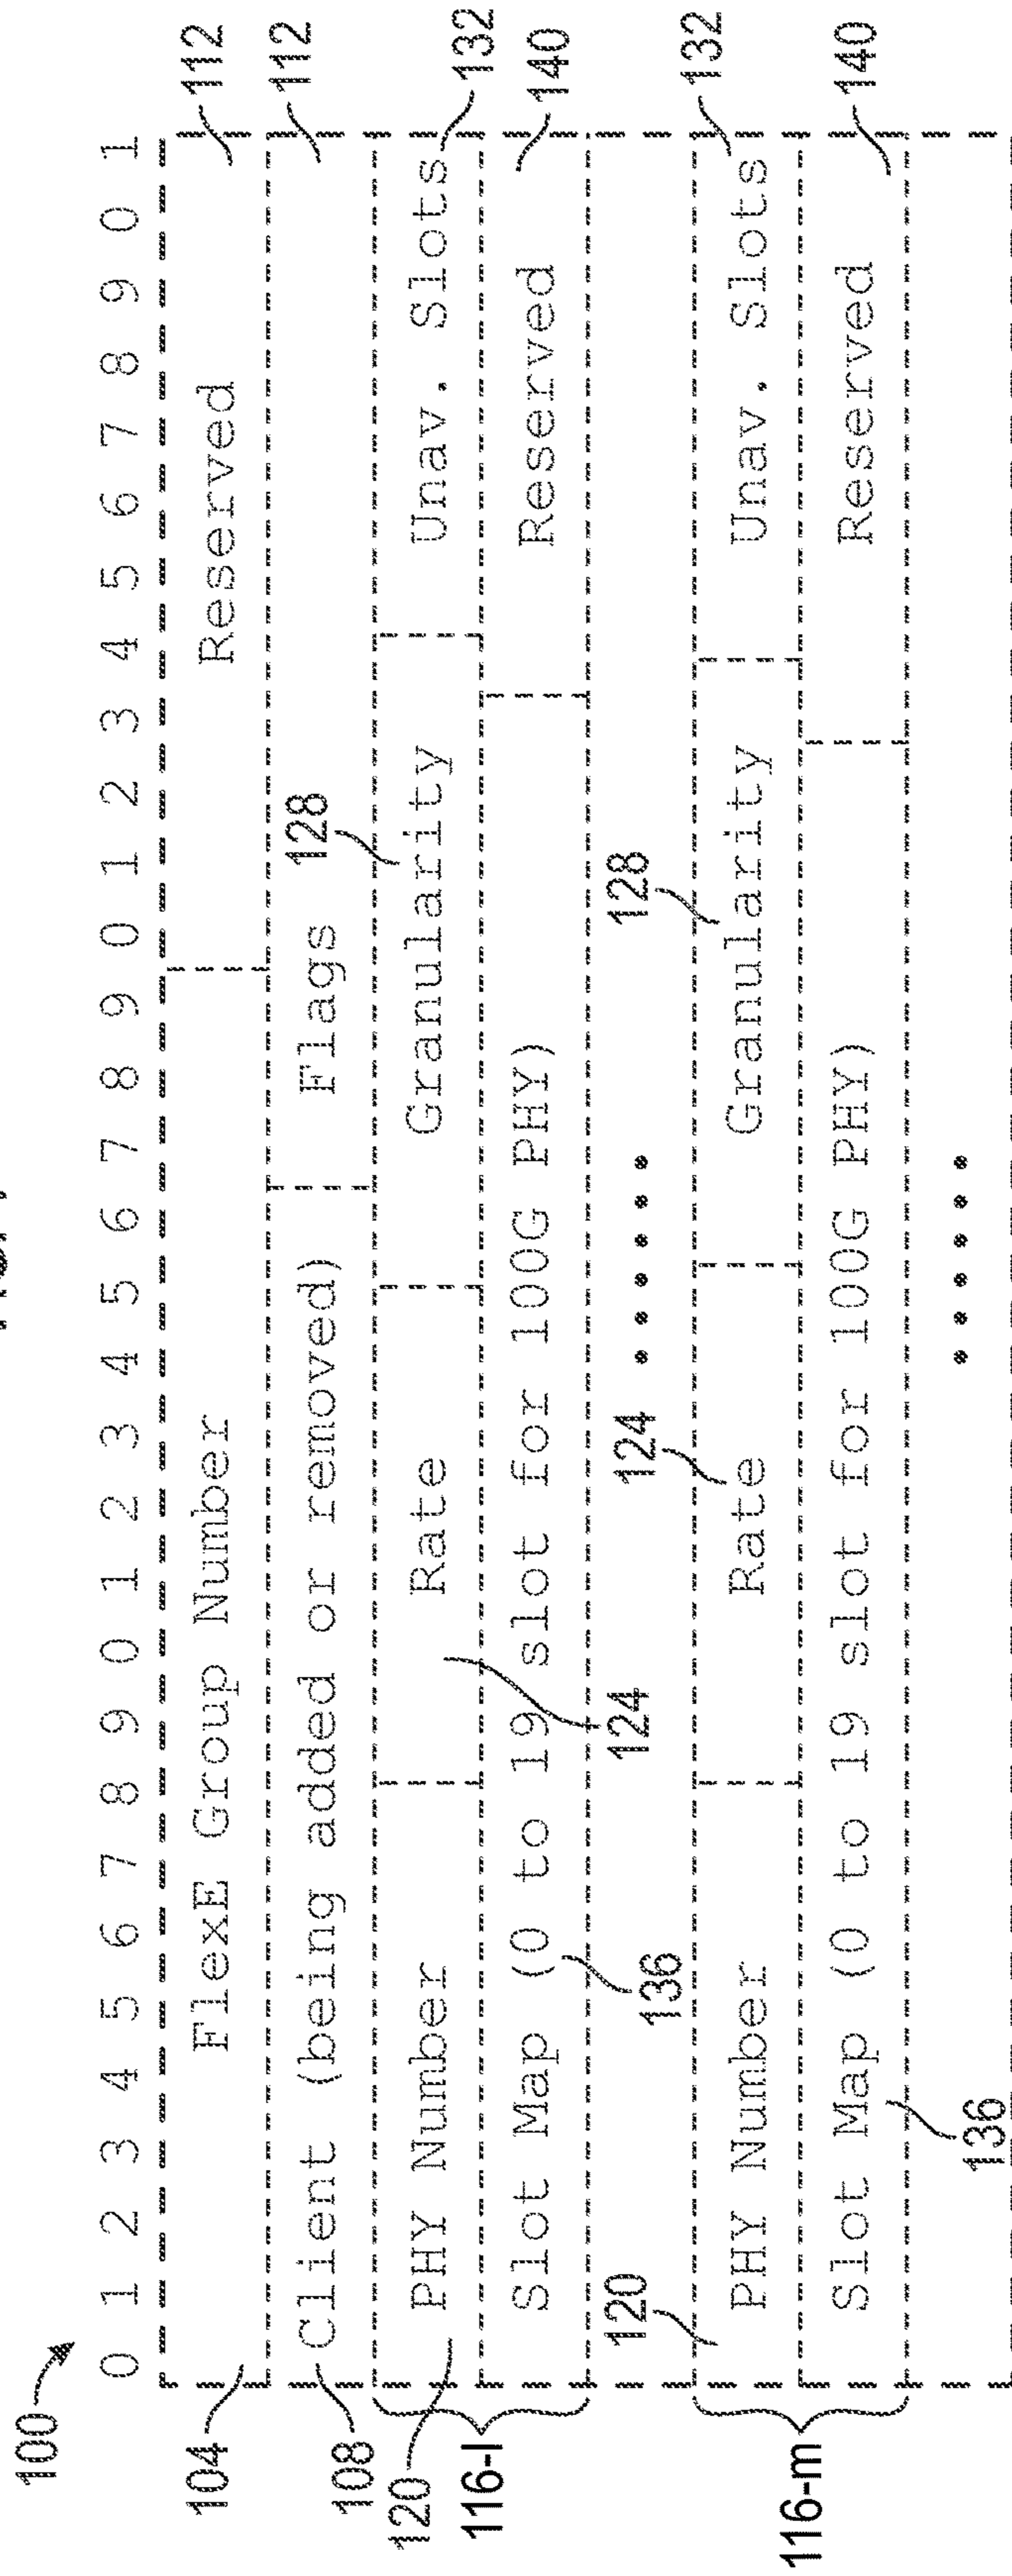 100
0 1 2 3 4 5 6 7 8 9 0 1 2 3 4 5 6 7 8 9 0 1 2 3 4 5 6 7 8 9 0 1
104 FlexE Group Number Reserved 112
108 Client (being added or removed) Flags 112
128
120 PHY Number Rate Granularity Unav. Slots 132
116-1
Slot Map (0 to 19 slot for 100G PHY) Reserved 140
136 124
120 124 128
PHY Number Rate Granularity Unav. Slots 132
116-m
Slot Map (0 to 19 slot for 100G PHY) Reserved 140
136